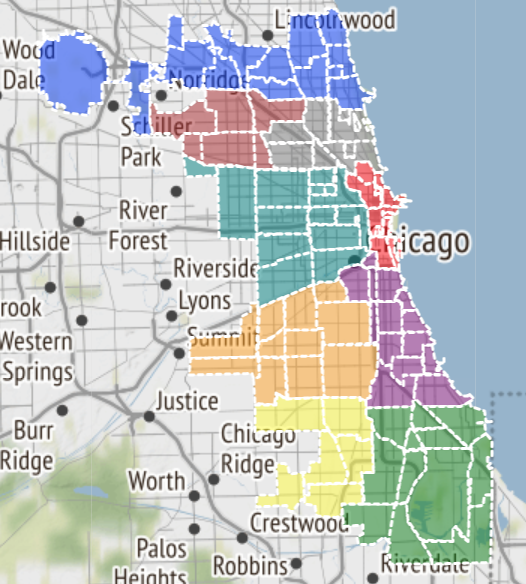 Lincolnwood
Wood
Dale
Norridge
Schiller
Park
River
Forest
Hillside
Chicago
Riverside
Lyons
rook
Summit
Western
Springs
Justice
Burr
Ridge
Chicago
Ridge
Worth
Crestwood
Palos
Heights
Robbins
Riverdale